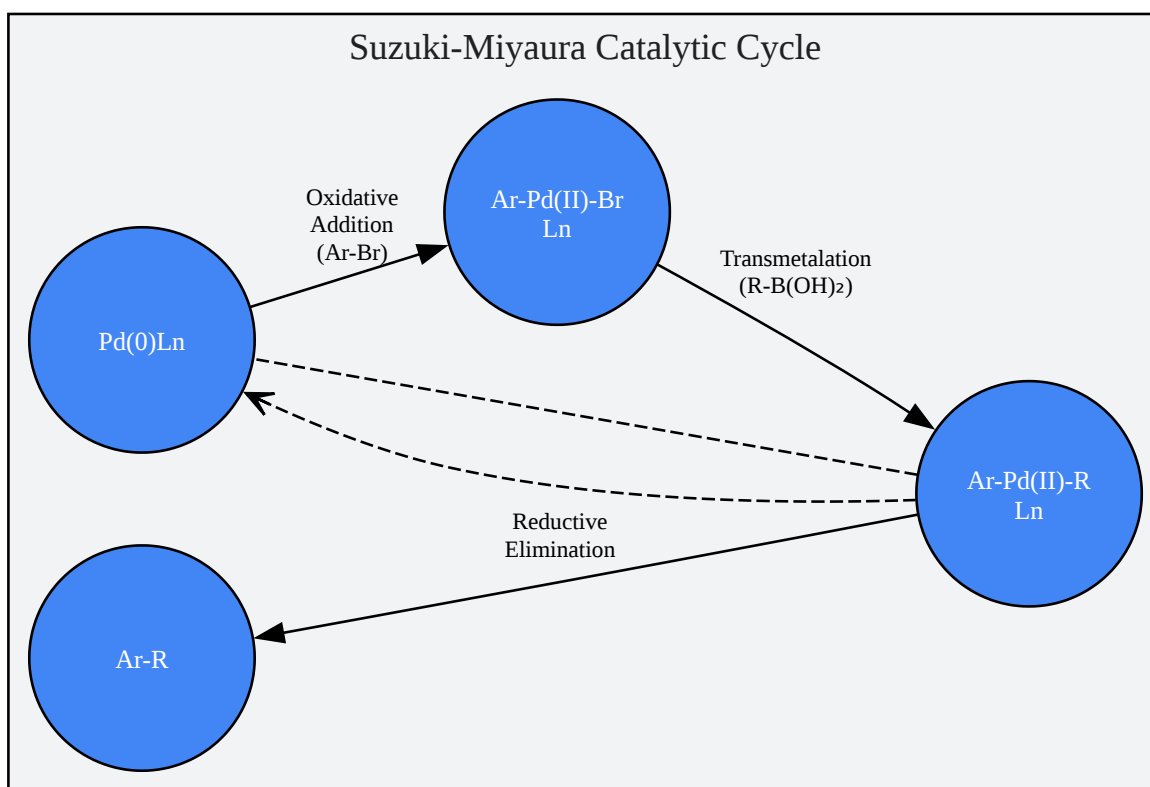 Suzuki-Miyaura Catalytic Cycle
Oxidative
Addition
(Ar-Br)
Ar-Pd(II)-Br
Ln
Transmetalation
(R-B(OH)₂)
Pd(0)Ln
Ar-Pd(II)-R
Ln
Reductive
Elimination
Ar-R